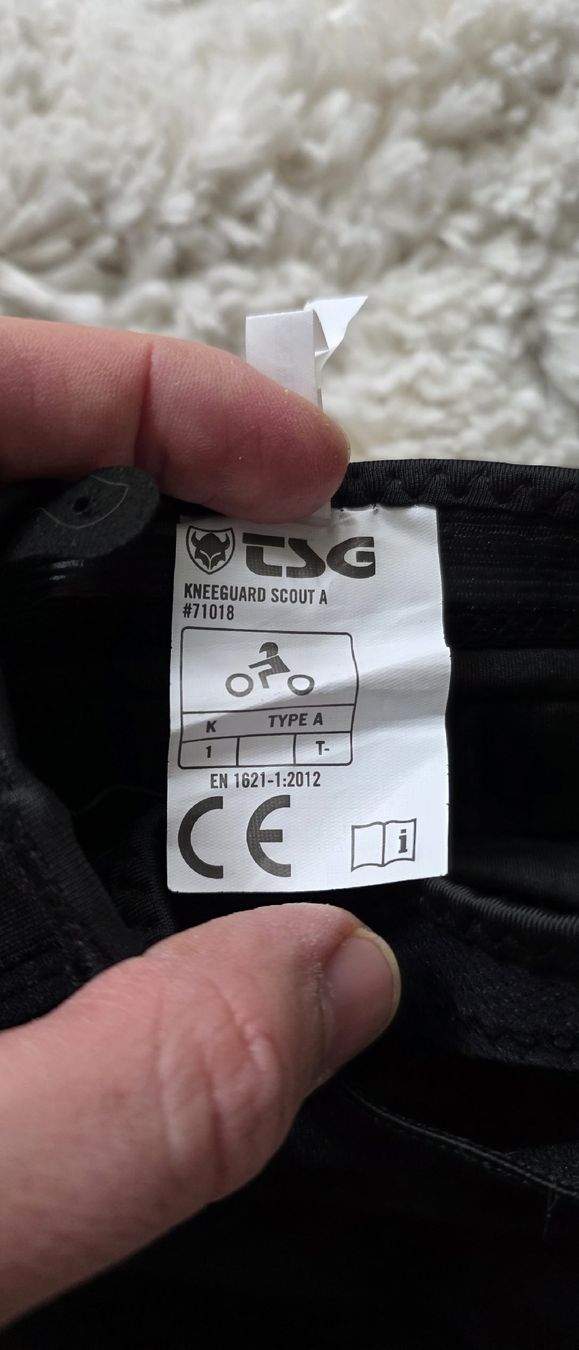 TSG
KNEEGUARD SCOUT A
#71018
K TYPE A
1 T-
EN 1621-1:2012
CE
i